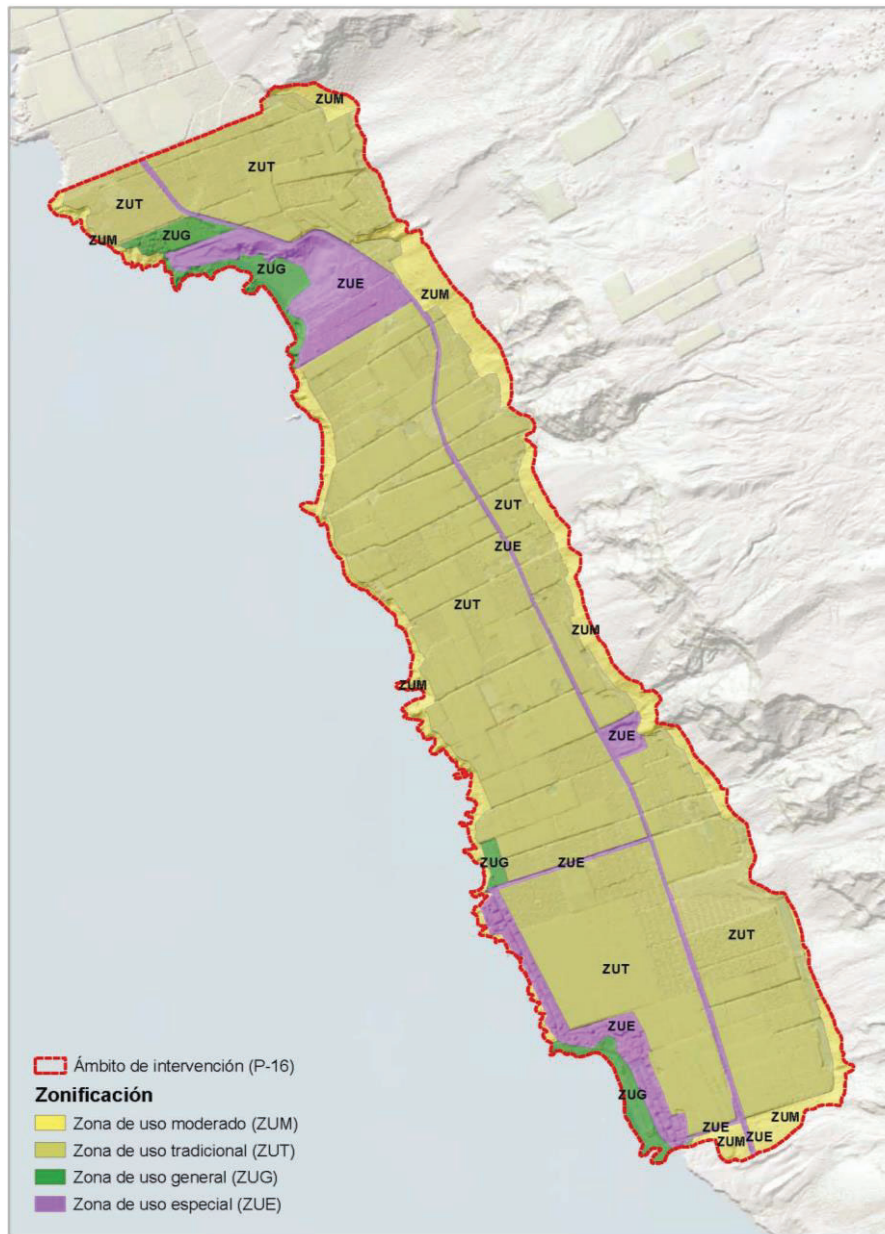 ZUM
ZUT
ZUT
ZUG
ZUM
ZUG
ZUE
ZUM
ZUT
ZUE
ZUT
ZUM
ZUM
ZUE
ZUG
ZUE
ZUT
ZUT
ZUE
ZUG
ZUM
ZUE
ZUE
ZUM
Ámbito de intervención (P-16)
Zonificación
Zona de uso moderado (ZUM)
Zona de uso tradicional (ZUT)
Zona de uso general (ZUG)
Zona de uso especial (ZUE)